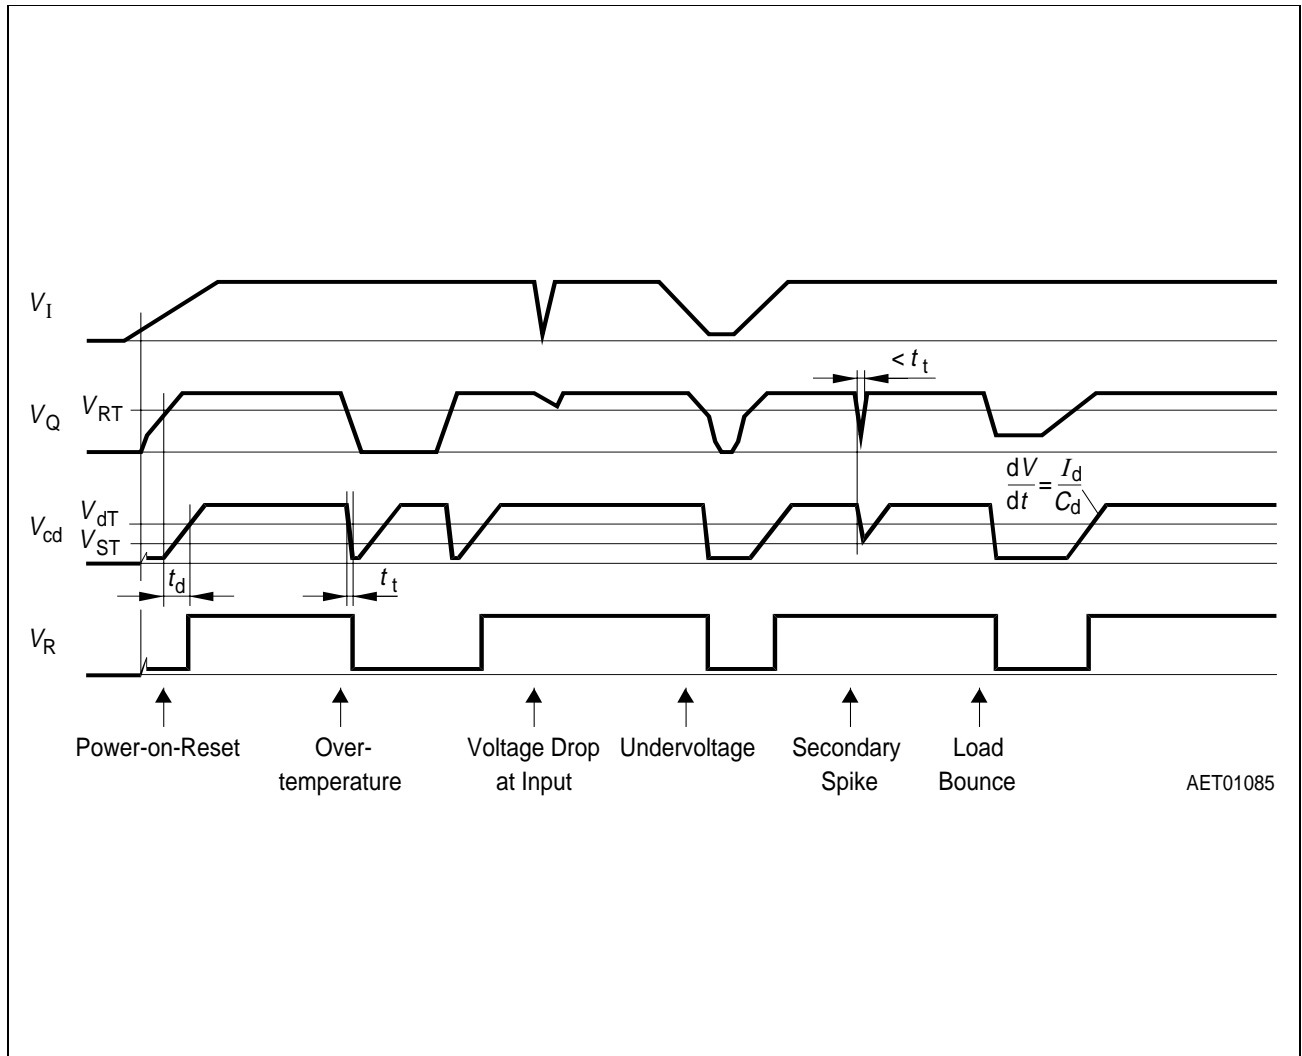 V_I
< t_t
V_Q
V_RT
dV/dt = I_d/C_d
V_cd
V_dT
V_ST
t_d
t_t
V_R
Power-on-Reset
Over-
temperature
Voltage Drop
at Input
Undervoltage
Secondary
Spike
Load
Bounce
AET01085